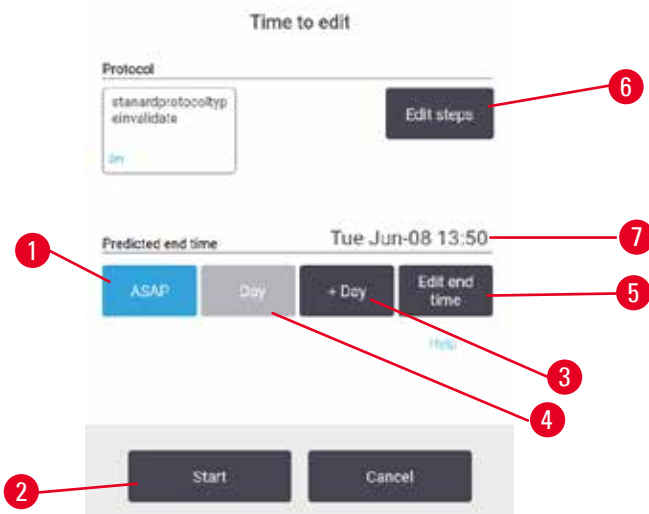 Time to edit
Protocol
stanardprotocoltyp
einvalidate
Edit steps
6
Predicted end time
Tue Jun-08 13:50
7
1
ASAP
Day
+ Day
Edit end
time
5
Help
3
4
Start
Cancel
2